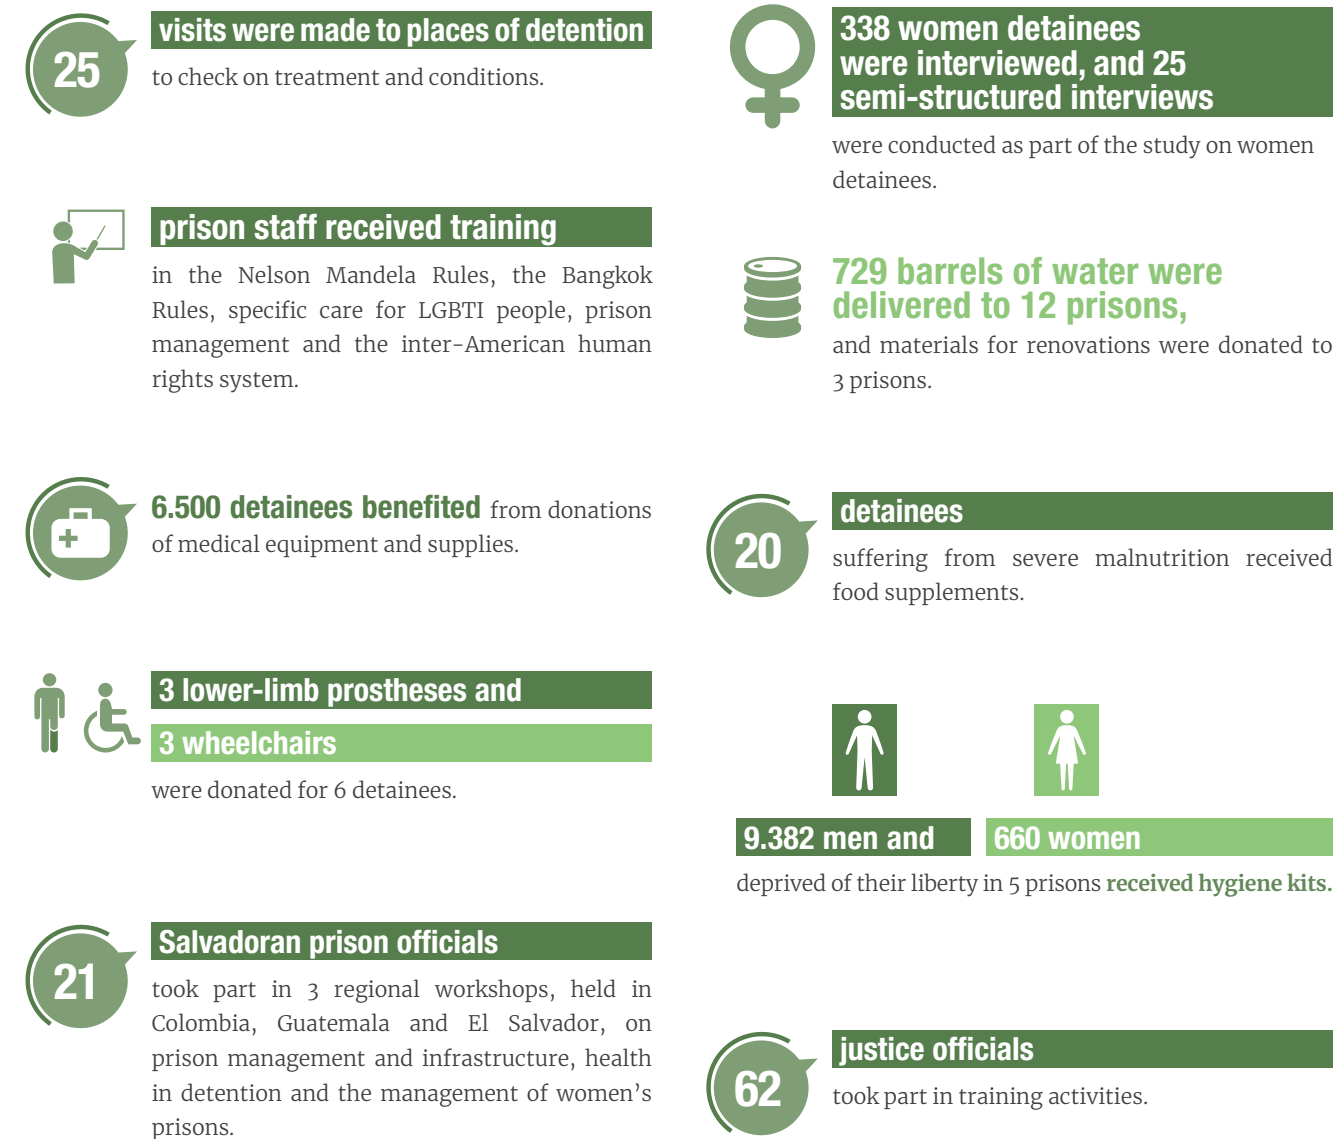 25
visits were made to places of detention
to check on treatment and conditions.
prison staff received training
in the Nelson Mandela Rules, the Bangkok
Rules, specific care for LGBTI people, prison
management and the inter-American human
rights system.
6.500 detainees benefited from donations
of medical equipment and supplies.
3 lower-limb prostheses and
3 wheelchairs
were donated for 6 detainees.
21
Salvadoran prison officials
took part in 3 regional workshops, held in
Colombia, Guatemala and El Salvador, on
prison management and infrastructure, health
in detention and the management of women’s
prisons.
338 women detainees
were interviewed, and 25
semi-structured interviews
were conducted as part of the study on women
detainees.
729 barrels of water were
delivered to 12 prisons,
and materials for renovations were donated to
3 prisons.
20
detainees
suffering from severe malnutrition received
food supplements.
9.382 men and
660 women
deprived of their liberty in 5 prisons received hygiene kits.
62
justice officials
took part in training activities.